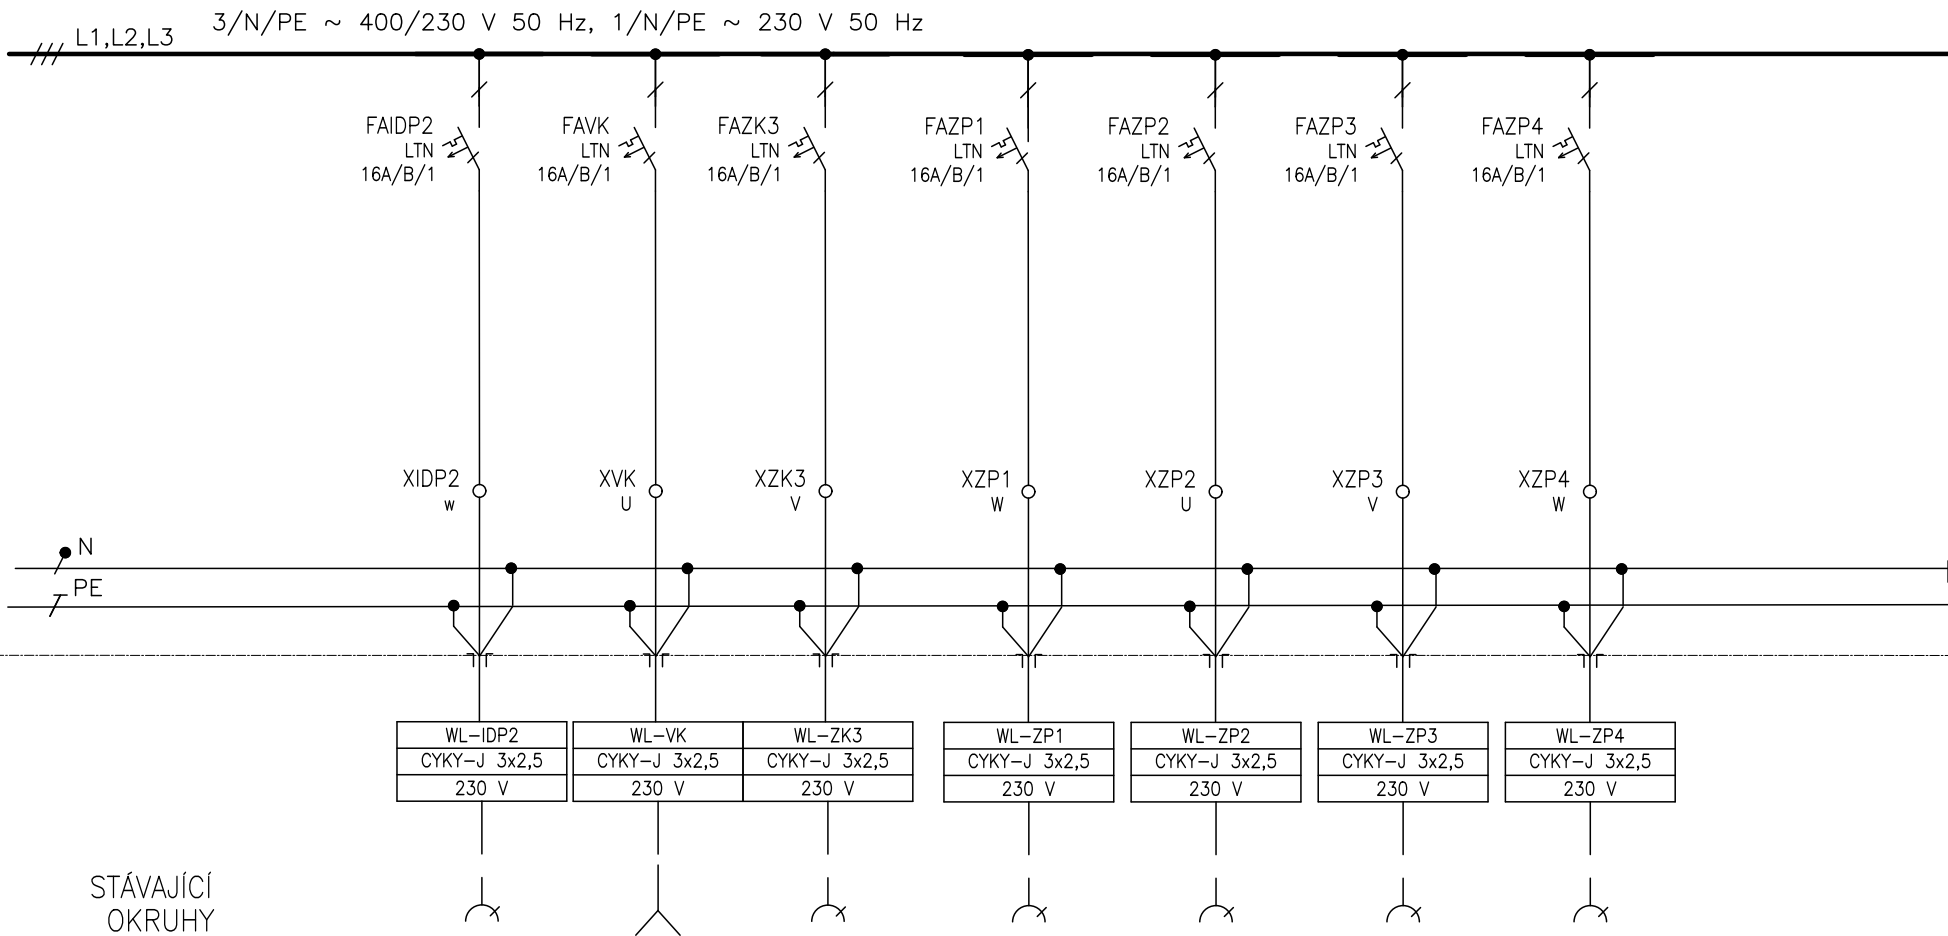 3/N/PE ~ 400/230 V 50 Hz, 1/N/PE ~ 230 V 50 Hz
L1,L2,L3
FAIDP2
LTN
16A/B/1
FAVK
LTN
16A/B/1
FAZK3
LTN
16A/B/1
FAZP1
LTN
16A/B/1
FAZP2
LTN
16A/B/1
FAZP3
LTN
16A/B/1
FAZP4
LTN
16A/B/1
XIDP2
W
XVK
U
XZK3
V
XZP1
W
XZP2
U
XZP3
V
XZP4
W
N
PE
WL-IDP2
CYKY-J 3x2,5
230 V
WL-VK
CYKY-J 3x2,5
230 V
WL-ZK3
CYKY-J 3x2,5
230 V
WL-ZP1
CYKY-J 3x2,5
230 V
WL-ZP2
CYKY-J 3x2,5
230 V
WL-ZP3
CYKY-J 3x2,5
230 V
WL-ZP4
CYKY-J 3x2,5
230 V
STÁVAJÍCÍ
OKRUHY